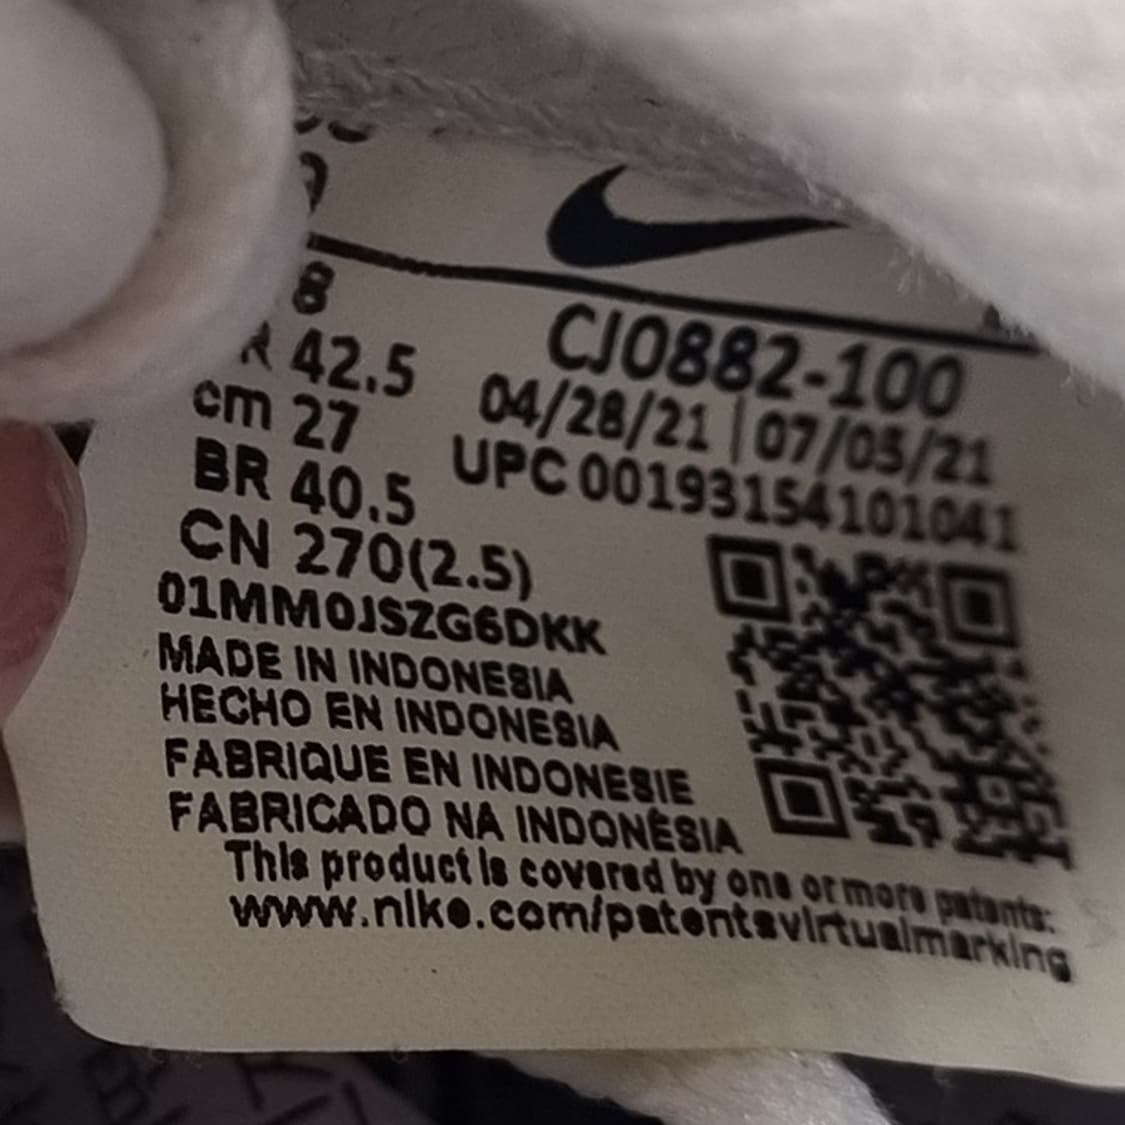 8
42.5
cm 27
BR 40.5
CN 270(2.5)
CJ0882-100
04/28/21 | 07/05/21
UPC 00193154101041
01MM0JSZG6DKK
MADE IN INDONESIA
HECHO EN INDONESIA
FABRIQUE EN INDONESIE
FABRICADO NA INDONÉSIA
This product is covered by one or more patents:
www.nike.com/patentsvirtualmarking